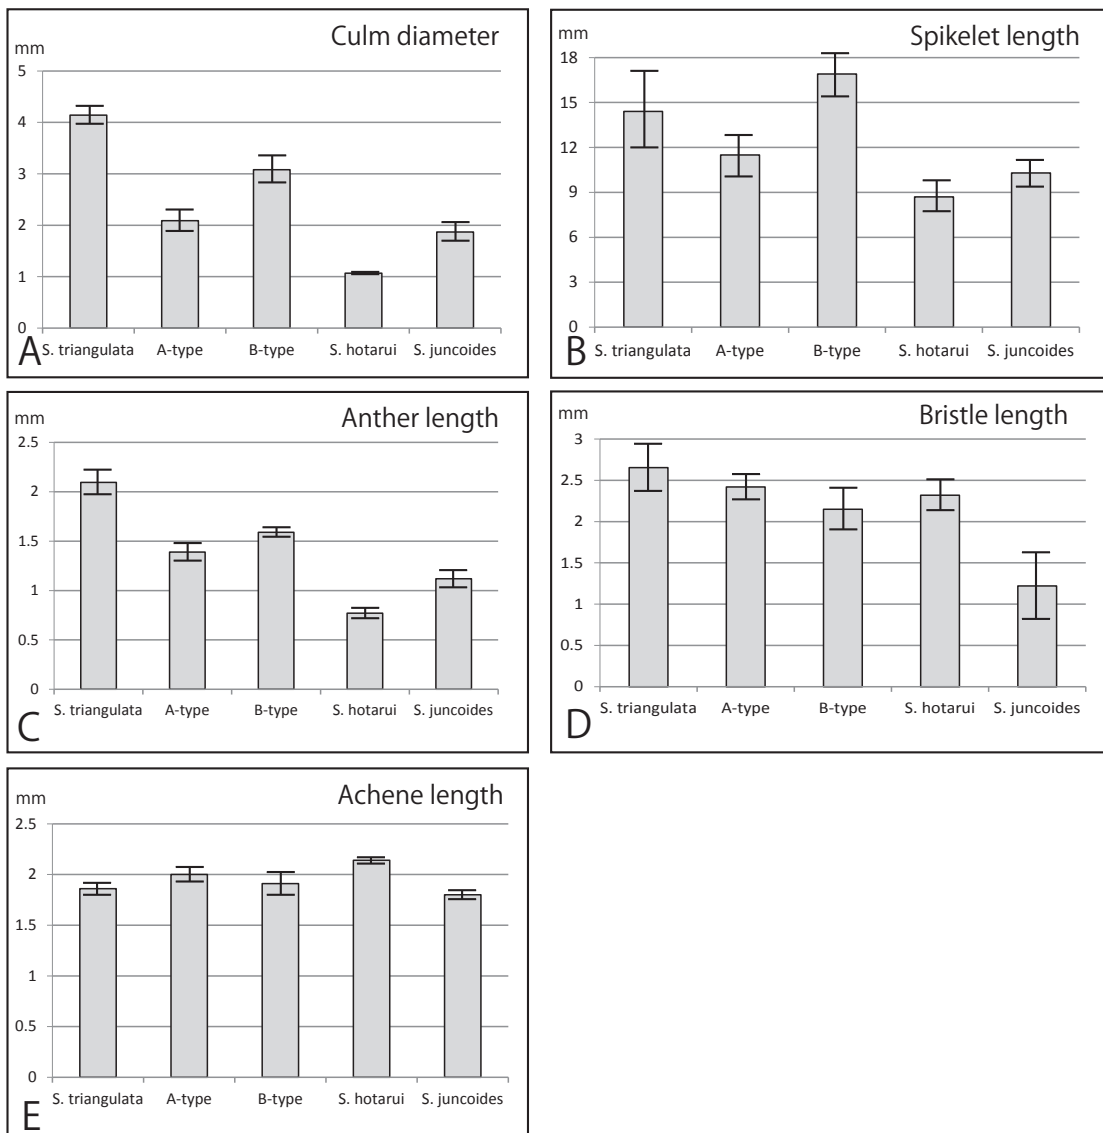 Culm diameter
mm
5
4
3
2
1
0
S. triangulata A-type B-type S. hotarui S. juncoides
A
Spikelet length
mm
18
15
12
9
6
3
0
S. triangulata A-type B-type S. hotarui S. juncoides
B
Anther length
mm
2.5
2
1.5
1
0.5
0
S. triangulata A-type B-type S. hotarui S. juncoides
C
Bristle length
mm
3
2.5
2
1.5
1
0.5
0
S. triangulata A-type B-type S. hotarui S. juncoides
D
Achene length
mm
2.5
2
1.5
1
0.5
0
S. triangulata A-type B-type S. hotarui S. juncoides
E